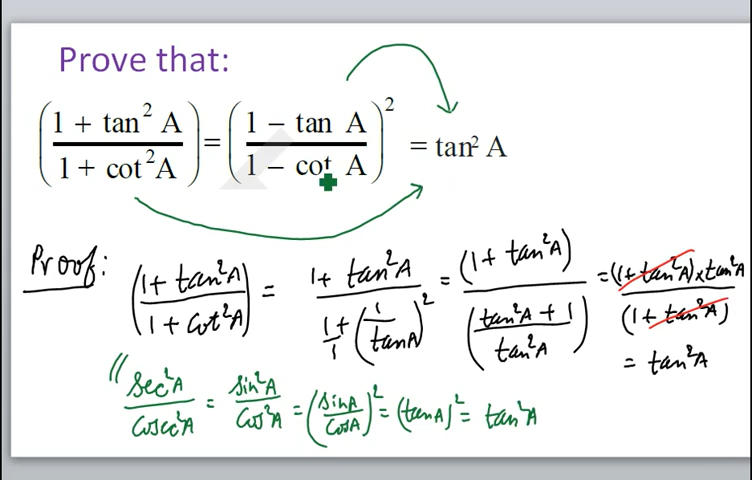 Prove that:
(1 + tan² A / 1 + cot² A) = (1 − tan A / 1 − cot A)² = tan² A
Proof: (1 + tan²A / 1 + cot²A) = 1 + tan²A / 1/1 + (1/tanA)² = (1 + tan²A) / (tan²A + 1 / tan²A) = (1 + tan²A) × tan²A / (1 + tan²A)
= tan²A
" sec²A / cosec²A = sin²A / cos²A = (sinA / cosA)² = (tanA)² = tan²A